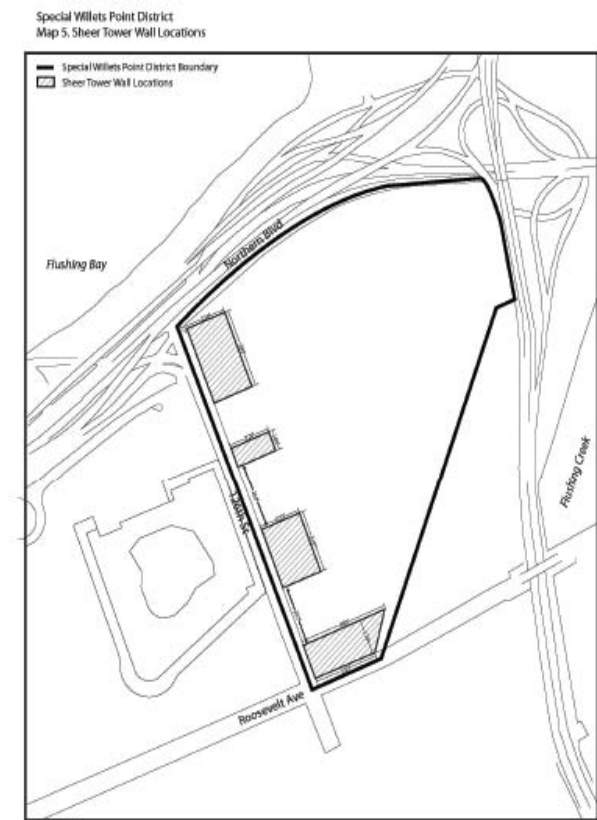 Special Willets Point District
Map 5. Sheer Tower Wall Locations
Special Willets Point District Boundary
Sheer Tower Wall Locations
Northern Blvd
Flushing Bay
Flushing Creek
126th St
Roosevelt Ave